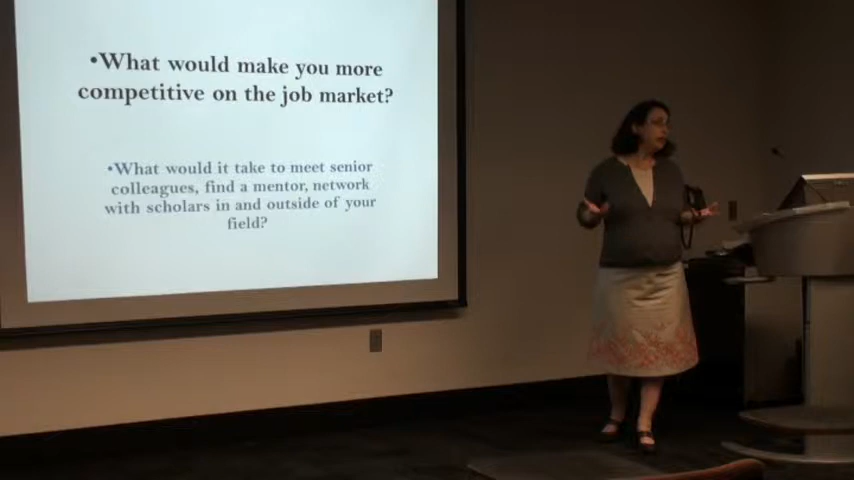 •What would make you more
competitive on the job market?
•What would it take to meet senior
colleagues, find a mentor, network
with scholars in and outside of your
field?